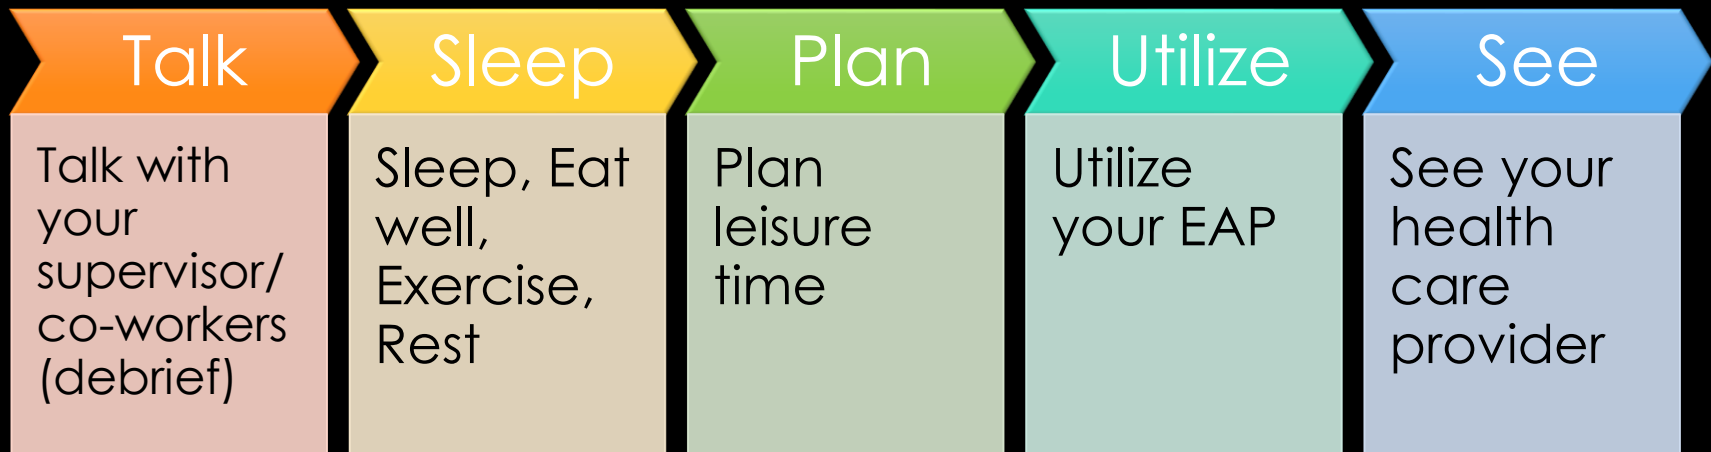 Talk
Talk with
your
supervisor/
co-workers
(debrief)
Sleep
Sleep, Eat
well,
Exercise,
Rest
Plan
Plan
leisure
time
Utilize
Utilize
your EAP
See
See your
health
care
provider